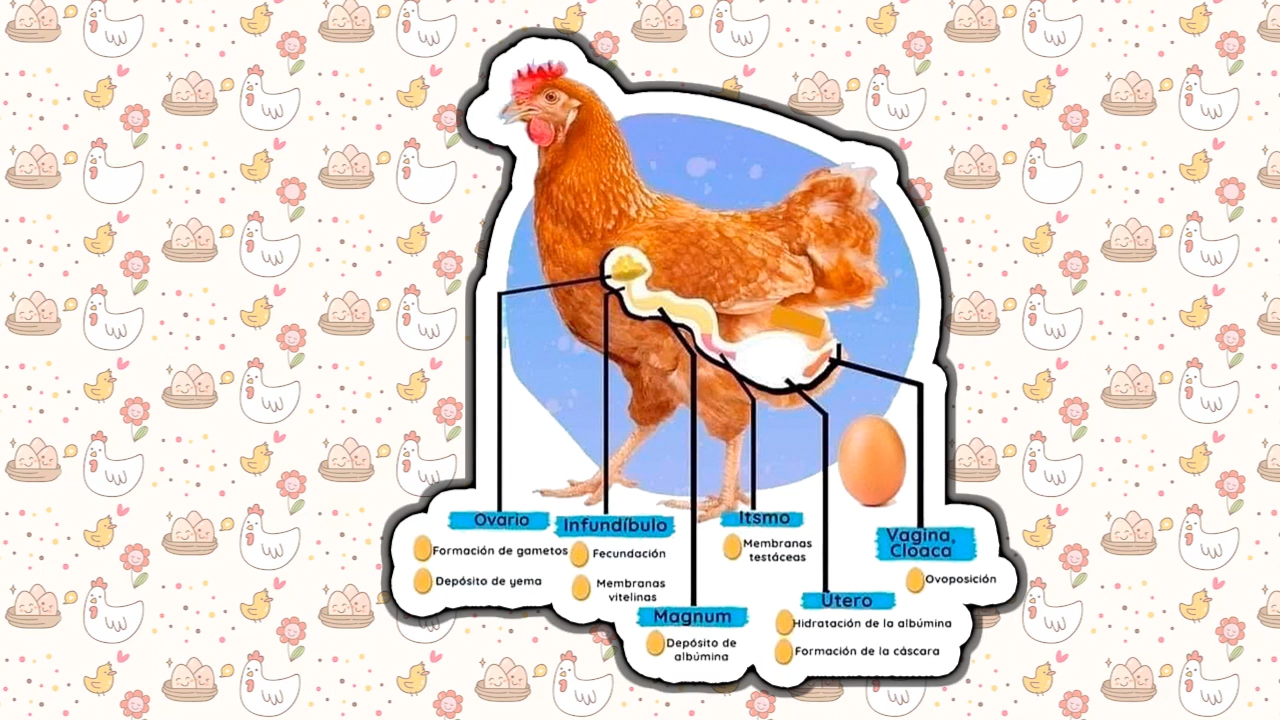 Ovario
Formación de gametos
Depósito de yema
Infundíbulo
Fecundación
Membranas
vitelinas
Magnum
Depósito de
albúmina
Itsmo
Membranas
testáceas
Útero
Hidratación de la albúmina
Formación de la cáscara
Vagina,
Cloaca
Ovoposición